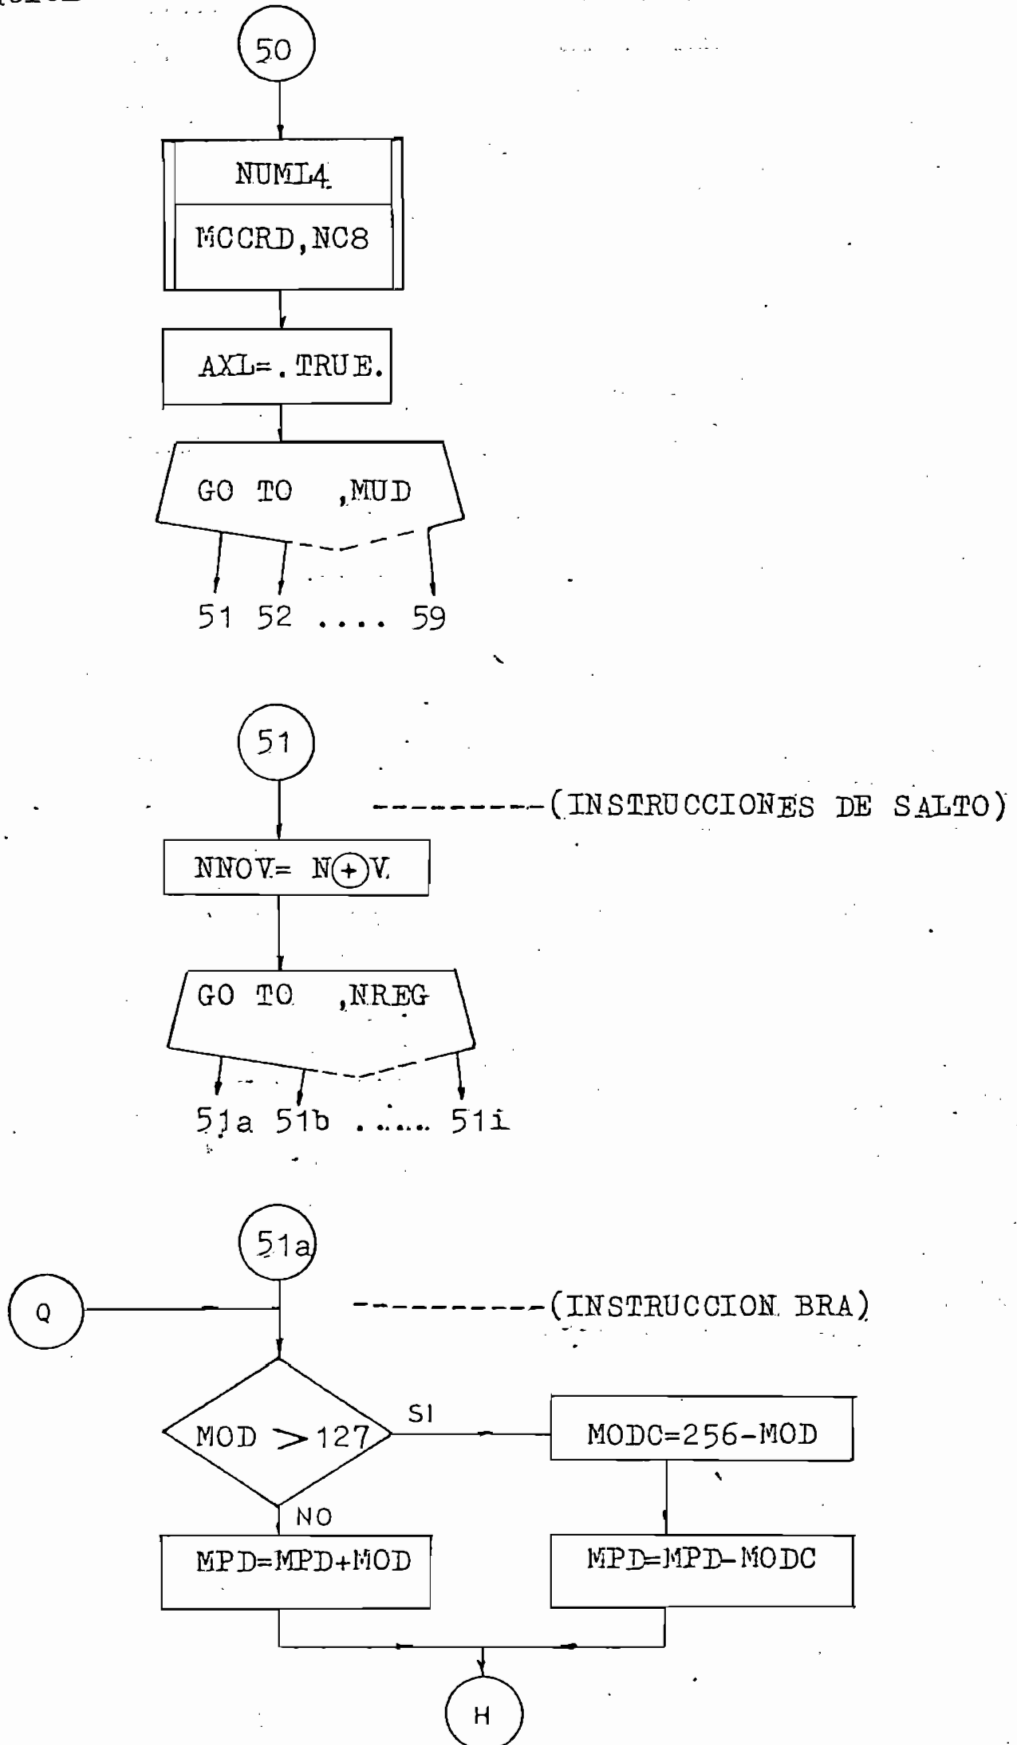 50
NUML4
MCCRD,NC8
AXL=.TRUE.
GO TO ,MUD
51 52 .... 59
51
-------(INSTRUCCIONES DE SALTO)
NNOV= N⊕V
GO TO ,NREG
51a 51b ...... 51i
51a
Q
--------(INSTRUCCION BRA)
MOD > 127
SI
MODC=256-MOD
NO
MPD=MPD+MOD
MPD=MPD-MODC
H